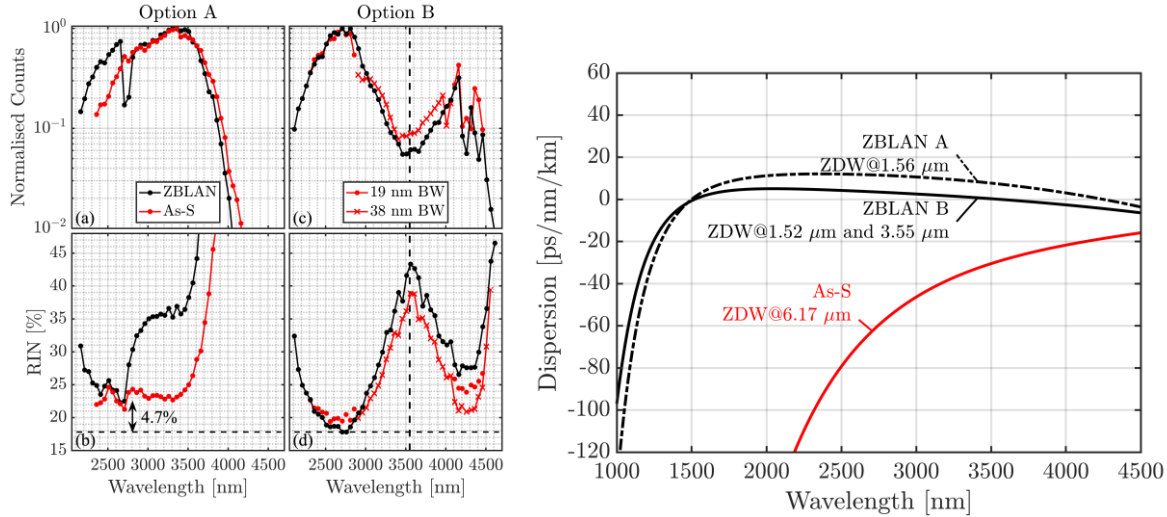 Option A
Option B
Normalised Counts
10^0
10^-1
10^-2
(a)
(c)
ZBLAN
As-S
19 nm BW
38 nm BW
RIN [%]
45
40
35
30
25
20
15
4.7%
(b)
(d)
2500 3000 3500 4000 4500
2500 3000 3500 4000 4500
Wavelength [nm]
Wavelength [nm]
Dispersion [ps/nm/km]
60
40
20
0
-20
-40
-60
-80
-100
-120
ZBLAN A
ZDW@1.56 μm
ZBLAN B
ZDW@1.52 μm and 3.55 μm
As-S
ZDW@6.17 μm
1000 1500 2000 2500 3000 3500 4000 4500
Wavelength [nm]